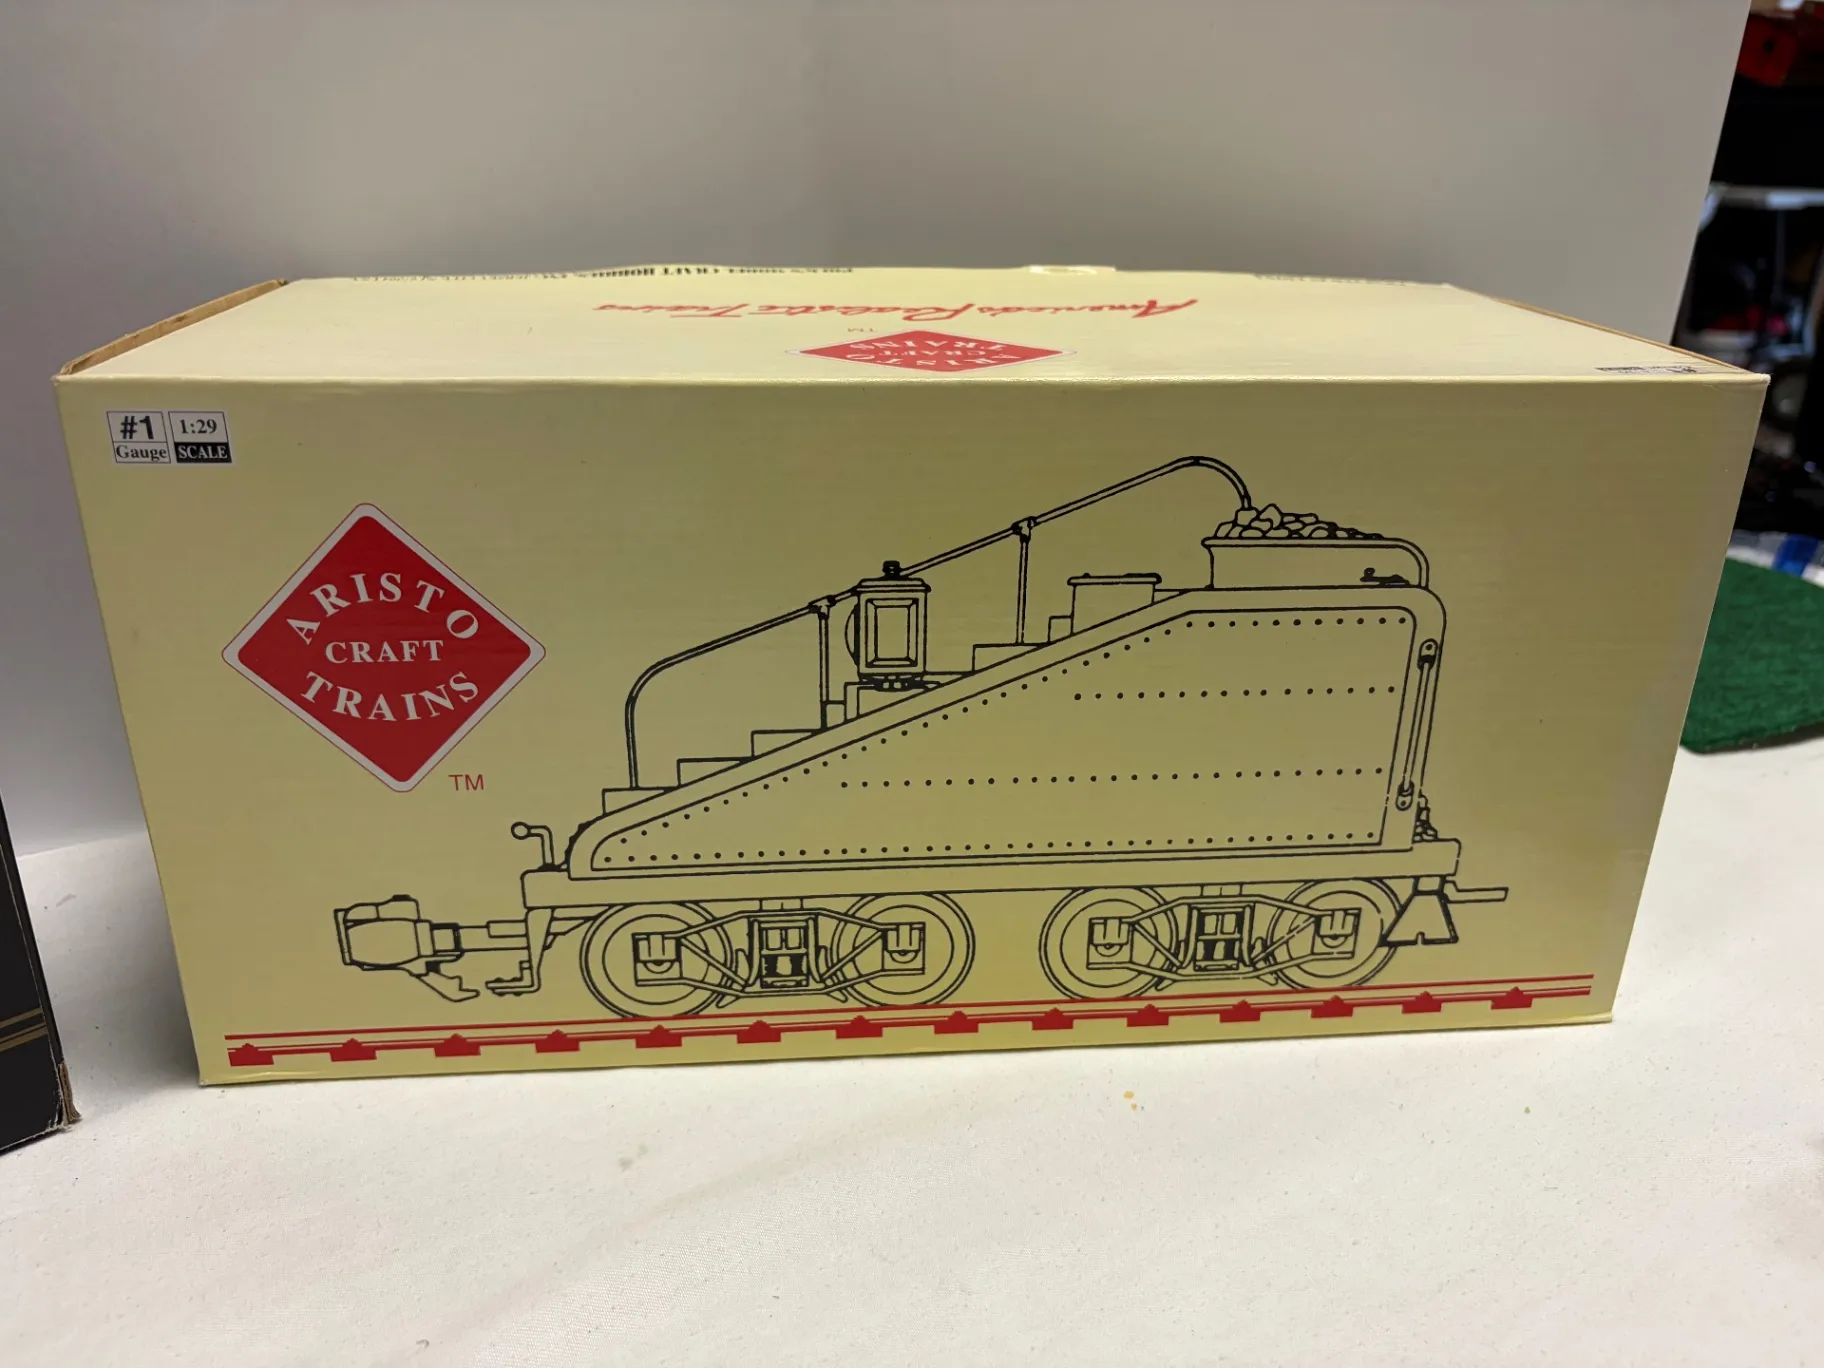 America's Realistic Trains
ARISTO
CRAFT
TRAINS
TM
#1
Gauge
1:29
SCALE
ARISTO
CRAFT
TRAINS
TM